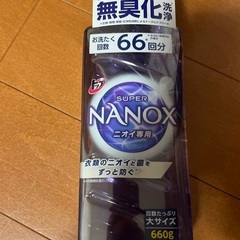 無臭化洗浄
お洗たく回数 66回分
トップ
SUPER
NANOX
ニオイ専用
衣類のニオイと菌を
ずっと防ぐ
回数たっぷり
大サイズ
660g